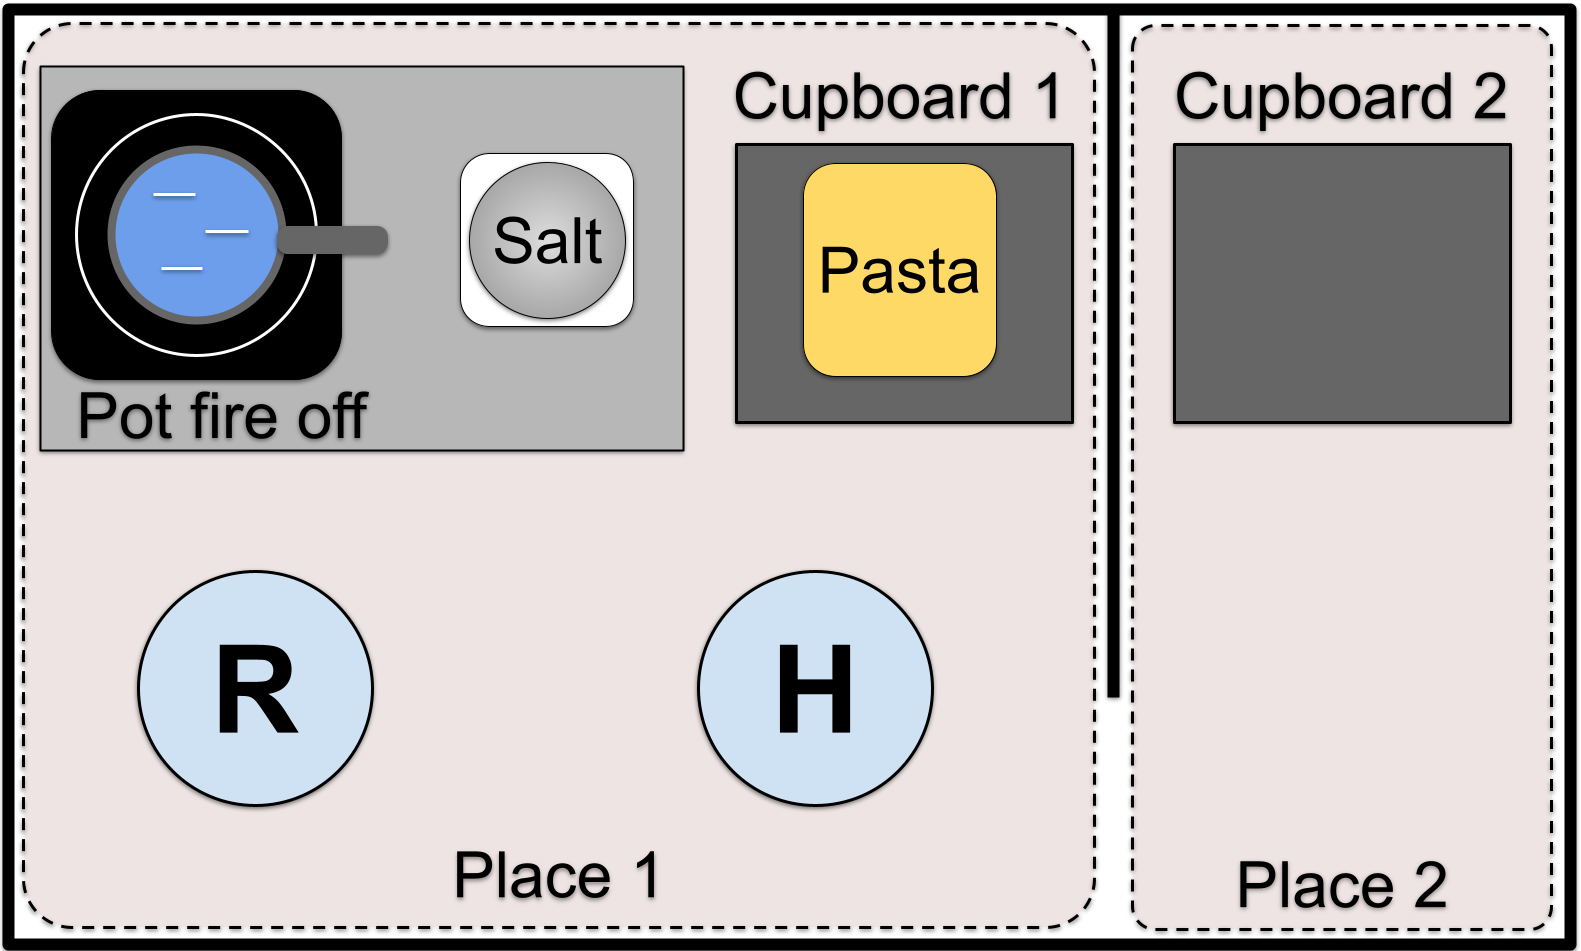 Cupboard 1
Cupboard 2
Salt
Pasta
Pot fire off
R
H
Place 1
Place 2